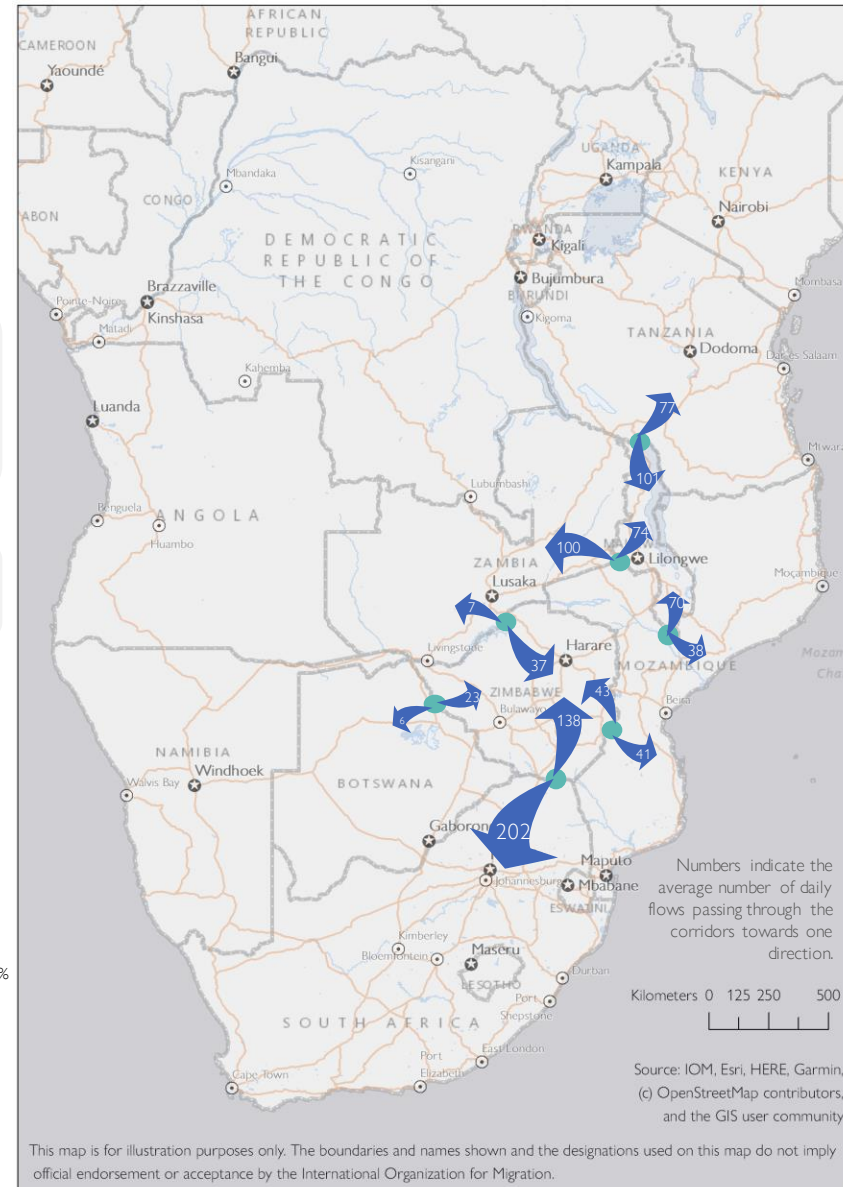 AFRICAN
REPUBLIC
CAMEROON
Bangui
Yaoundé
Kisangani
UGANDA
Mbandaka
Kampala
KENYA
CONGO
ABON
Nairobi
RWANDA
DEMOCRATIC
REPUBLIC OF
THE CONGO
Kigali
Bujumbura
BURUNDI
Mombasa
Brazzaville
Pointe-Noire
Kinshasa
Kigoma
TANZANIA
Matadi
Dodoma
Dar es Salaam
Kahemba
77
Luanda
Mtwara
101
Lubumbashi
Benguela
ANGOLA
Huambo
74
100
MA
Lilongwe
ZAMBIA
Lusaka
Moçambique
7
70
Livingstone
Harare
38
37
MOZAMBIQUE
Mozam
Cha
ZIMBABWE
43
23
Bulawayo
Beira
6
138
41
NAMIBIA
Windhoek
Walvis Bay
BOTSWANA
202
Gaborone
Maputo
Johannesburg
Mbabane
ESWATINI
Numbers indicate the
average number of daily
flows passing through the
corridors towards one
direction.
Kimberley
Bloemfontein
Maseru
LESOTHO
Durban
%
Port
Shepstone
Kilometers 0 125 250 500
SOUTH AFRICA
East London
Port
Elizabeth
Cape Town
Source: IOM, Esri, HERE, Garmin,
(c) OpenStreetMap contributors,
and the GIS user community
This map is for illustration purposes only. The boundaries and names shown and the designations used on this map do not imply
official endorsement or acceptance by the International Organization for Migration.